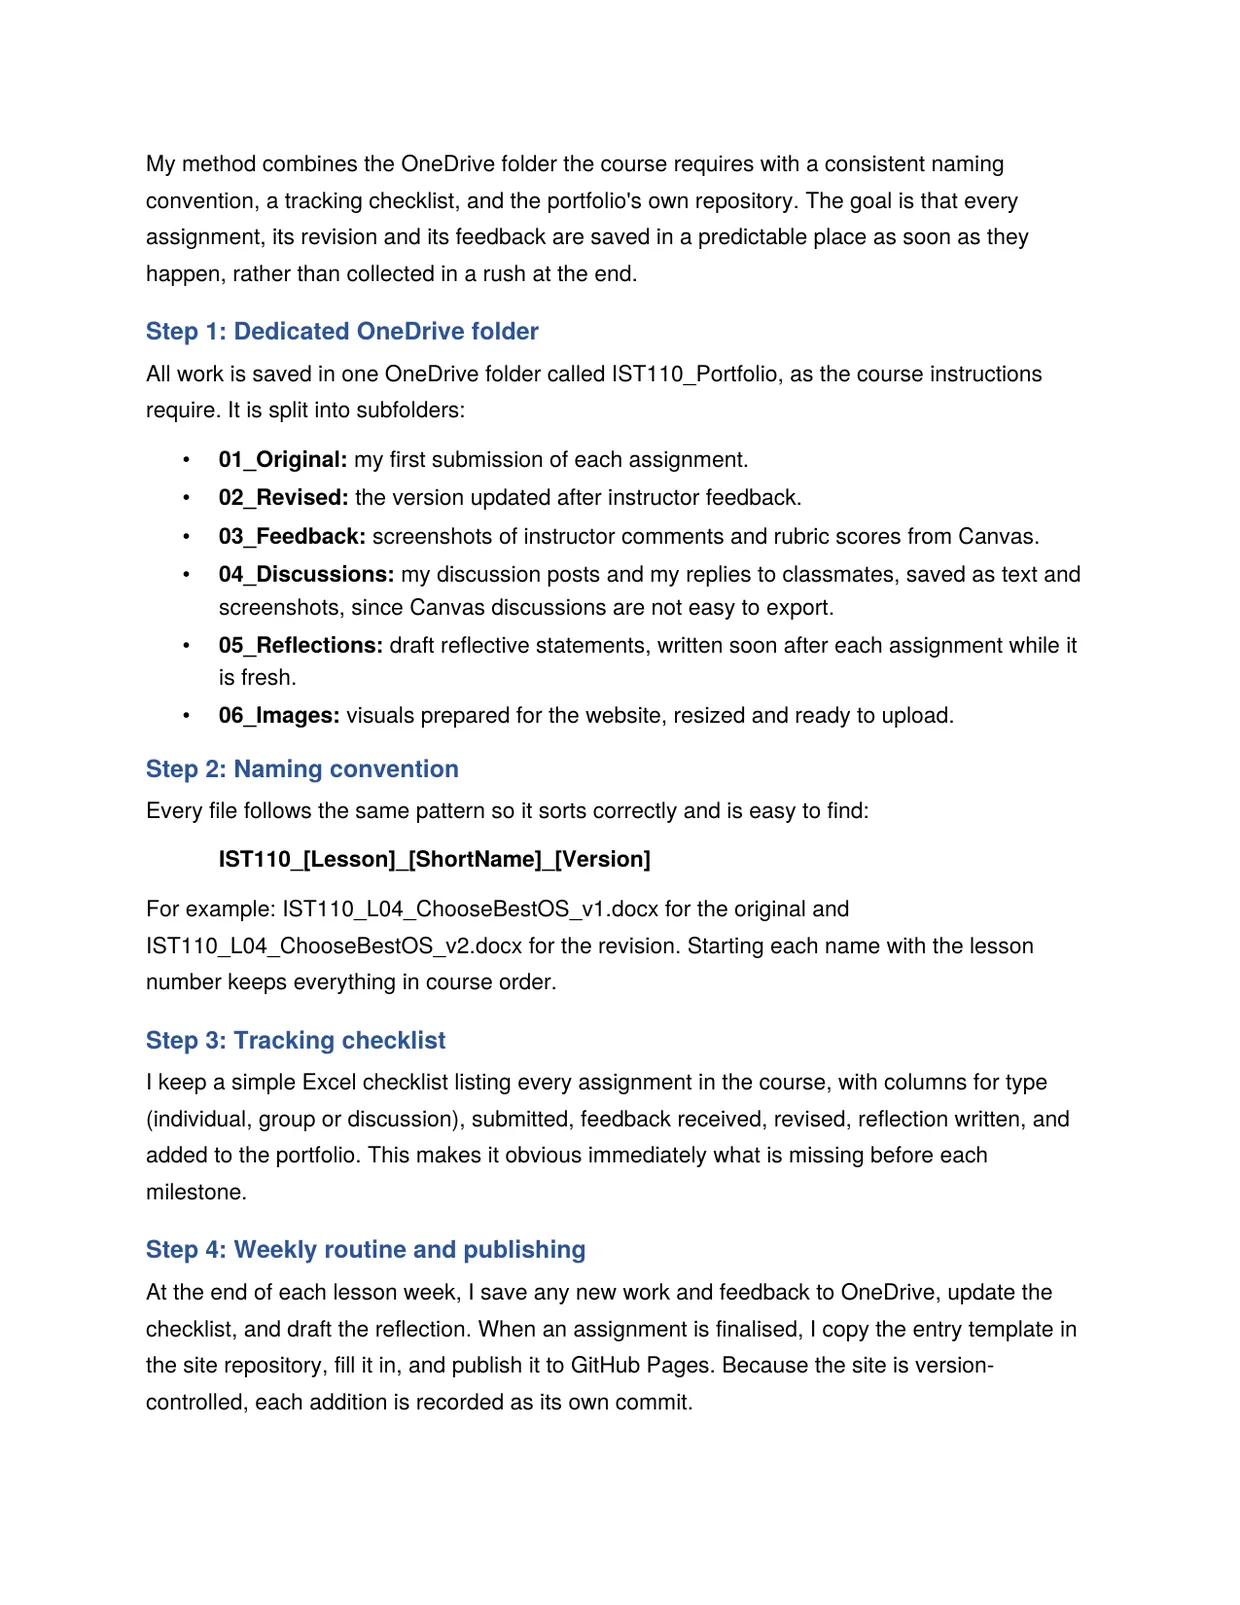 My method combines the OneDrive folder the course requires with a consistent naming
convention, a tracking checklist, and the portfolio's own repository. The goal is that every
assignment, its revision and its feedback are saved in a predictable place as soon as they
happen, rather than collected in a rush at the end.
Step 1: Dedicated OneDrive folder
All work is saved in one OneDrive folder called IST110_Portfolio, as the course instructions
require. It is split into subfolders:
• 01_Original: my first submission of each assignment.
• 02_Revised: the version updated after instructor feedback.
• 03_Feedback: screenshots of instructor comments and rubric scores from Canvas.
• 04_Discussions: my discussion posts and my replies to classmates, saved as text and
screenshots, since Canvas discussions are not easy to export.
• 05_Reflections: draft reflective statements, written soon after each assignment while it
is fresh.
• 06_Images: visuals prepared for the website, resized and ready to upload.
Step 2: Naming convention
Every file follows the same pattern so it sorts correctly and is easy to find:
IST110_[Lesson]_[ShortName]_[Version]
For example: IST110_L04_ChooseBestOS_v1.docx for the original and
IST110_L04_ChooseBestOS_v2.docx for the revision. Starting each name with the lesson
number keeps everything in course order.
Step 3: Tracking checklist
I keep a simple Excel checklist listing every assignment in the course, with columns for type
(individual, group or discussion), submitted, feedback received, revised, reflection written, and
added to the portfolio. This makes it obvious immediately what is missing before each
milestone.
Step 4: Weekly routine and publishing
At the end of each lesson week, I save any new work and feedback to OneDrive, update the
checklist, and draft the reflection. When an assignment is finalised, I copy the entry template in
the site repository, fill it in, and publish it to GitHub Pages. Because the site is version-
controlled, each addition is recorded as its own commit.